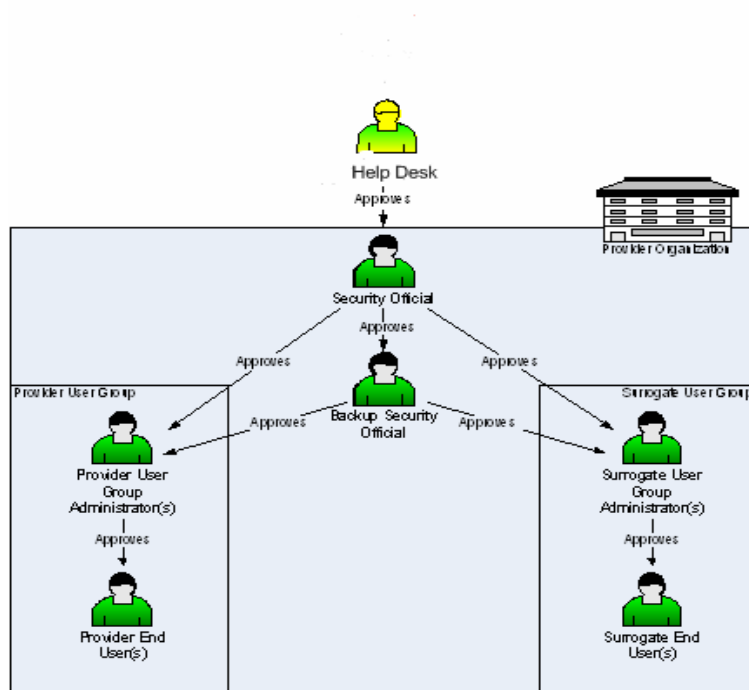 Help Desk
Approves
Provider Organization
Security Official
Approves
Approves
Approves
Provider User Group
Surrogate User Group
Backup Security
Official
Approves
Approves
Provider User
Group
Administrator(s)
Surrogate User
Group
Administrator(s)
Approves
Approves
Provider End
User(s)
Surrogate End
User(s)